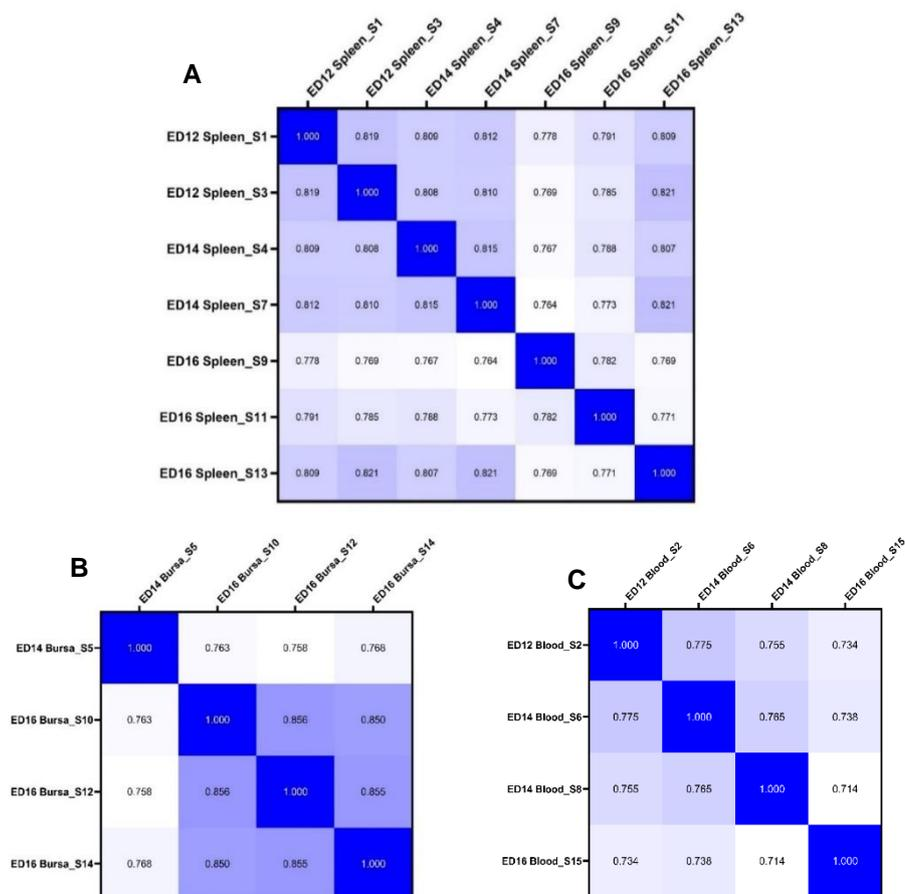 A
ED12 Spleen_S1 ED12 Spleen_S3 ED14 Spleen_S4 ED14 Spleen_S7 ED16 Spleen_S9 ED16 Spleen_S11 ED16 Spleen_S13
ED12 Spleen_S1 1.000 0.819 0.809 0.812 0.778 0.791 0.809
ED12 Spleen_S3 0.819 1.000 0.808 0.810 0.769 0.785 0.821
ED14 Spleen_S4 0.809 0.808 1.000 0.815 0.767 0.788 0.807
ED14 Spleen_S7 0.812 0.810 0.815 1.000 0.764 0.773 0.821
ED16 Spleen_S9 0.778 0.769 0.767 0.764 1.000 0.782 0.769
ED16 Spleen_S11 0.791 0.785 0.788 0.773 0.782 1.000 0.771
ED16 Spleen_S13 0.809 0.821 0.807 0.821 0.769 0.771 1.000
B
ED14 Bursa_S5 ED16 Bursa_S10 ED16 Bursa_S12 ED16 Bursa_S14
ED14 Bursa_S5 1.000 0.763 0.758 0.768
ED16 Bursa_S10 0.763 1.000 0.856 0.850
ED16 Bursa_S12 0.758 0.856 1.000 0.855
ED16 Bursa_S14 0.768 0.850 0.855 1.000
C
ED12 Blood_S2 ED14 Blood_S6 ED14 Blood_S8 ED16 Blood_S15
ED12 Blood_S2 1.000 0.775 0.755 0.734
ED14 Blood_S6 0.775 1.000 0.765 0.738
ED14 Blood_S8 0.755 0.765 1.000 0.714
ED16 Blood_S15 0.734 0.738 0.714 1.000